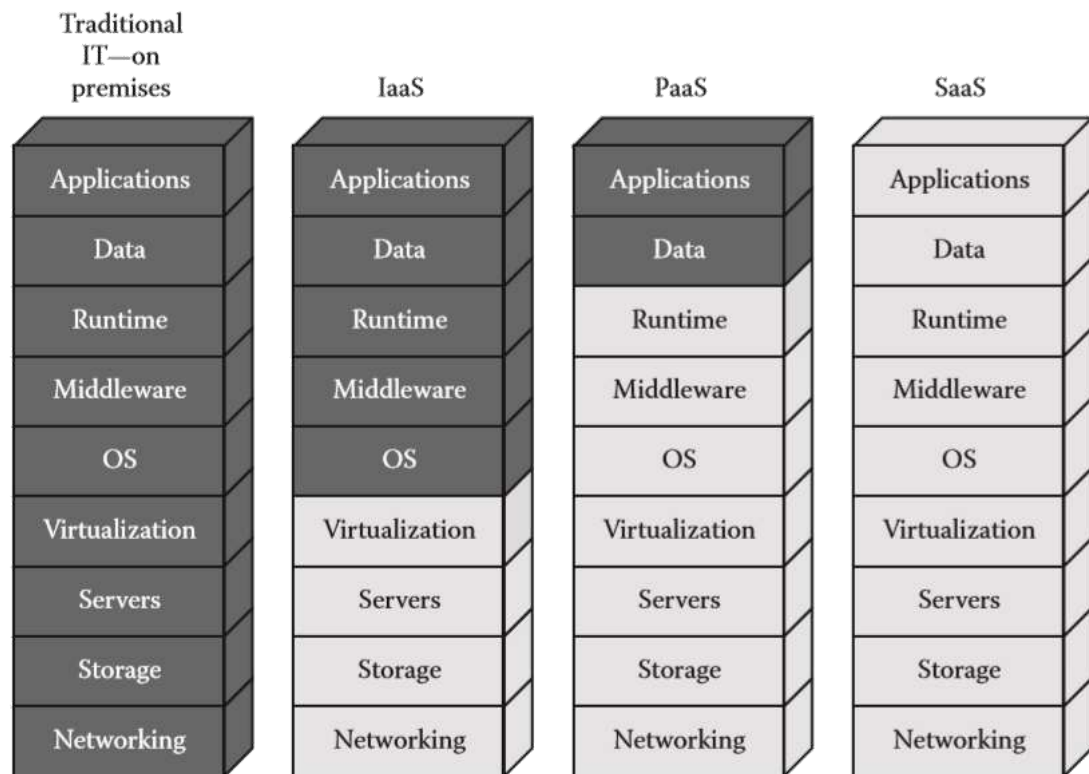 Traditional
IT—on
premises
IaaS
PaaS
SaaS
Applications
Applications
Applications
Applications
Data
Data
Data
Data
Runtime
Runtime
Runtime
Runtime
Middleware
Middleware
Middleware
Middleware
OS
OS
OS
OS
Virtualization
Virtualization
Virtualization
Virtualization
Servers
Servers
Servers
Servers
Storage
Storage
Storage
Storage
Networking
Networking
Networking
Networking